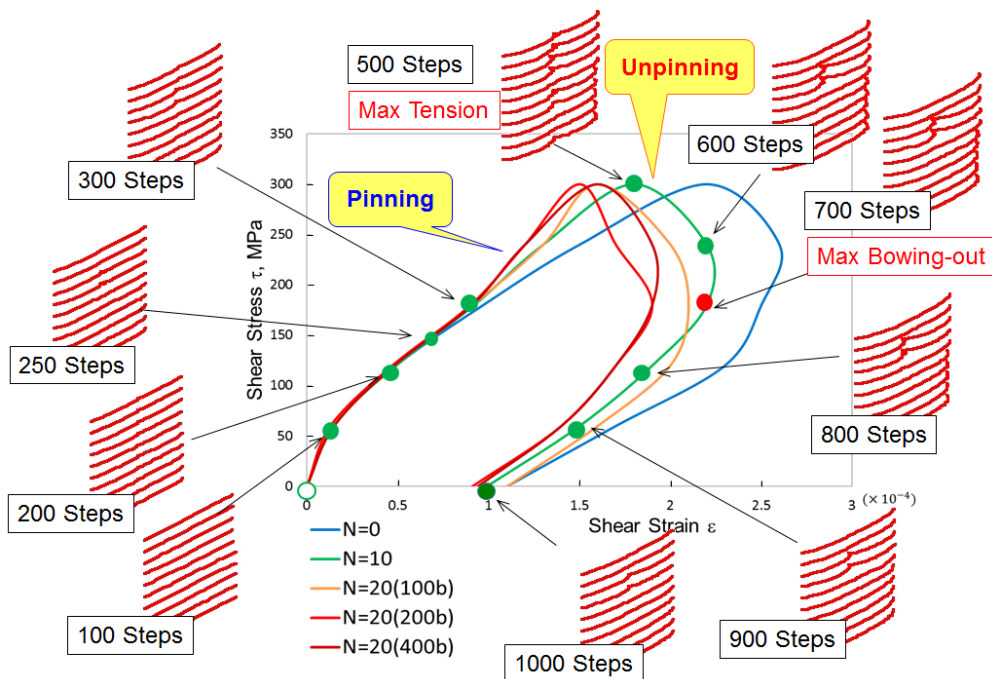 500 Steps
Max Tension
Unpinning
600 Steps
700 Steps
Max Bowing-out
300 Steps
Pinning
250 Steps
200 Steps
100 Steps
800 Steps
900 Steps
1000 Steps
Shear Stress τ, MPa
350
300
250
200
150
100
50
0
0 0.5 1 1.5 2 2.5 3
(× 10⁻⁴)
Shear Strain ε
N=0
N=10
N=20(100b)
N=20(200b)
N=20(400b)